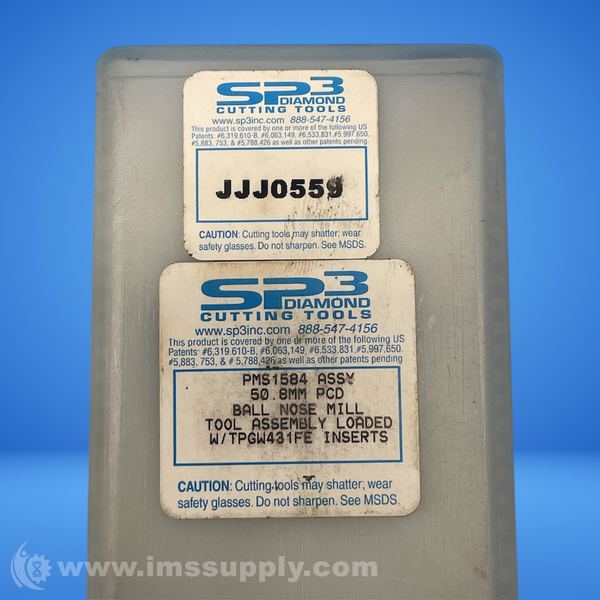 SP3
DIAMOND
CUTTING TOOLS
www.sp3inc.com 888-547-4156
This product is covered by one or more of the following US
Patents: #6,319,610-B, #6,063,149, #6,533,831,#5,997,650,
#5,883,753, & #5,788,426 as well as other patents pending
JJJ0559
CAUTION: Cutting tools may shatter; wear
safety glasses. Do not sharpen. See MSDS.
SP3
DIAMOND
CUTTING TOOLS
www.sp3inc.com 888-547-4156
This product is covered by one or more of the following US
Patents: #6,319,610-B, #6,063,149, #6,533,831,#5,997,650,
#5,883, 753, & # 5,788,426 as well as other patents pending
PMS1584 ASSY
50.8MM PCD
BALL NOSE MILL
TOOL ASSEMBLY LOADED
W/TPGW431FE INSERTS
CAUTION: Cutting tools may shatter; wear
safety glasses. Do not sharpen. See MSDS.
www.imssupply.com